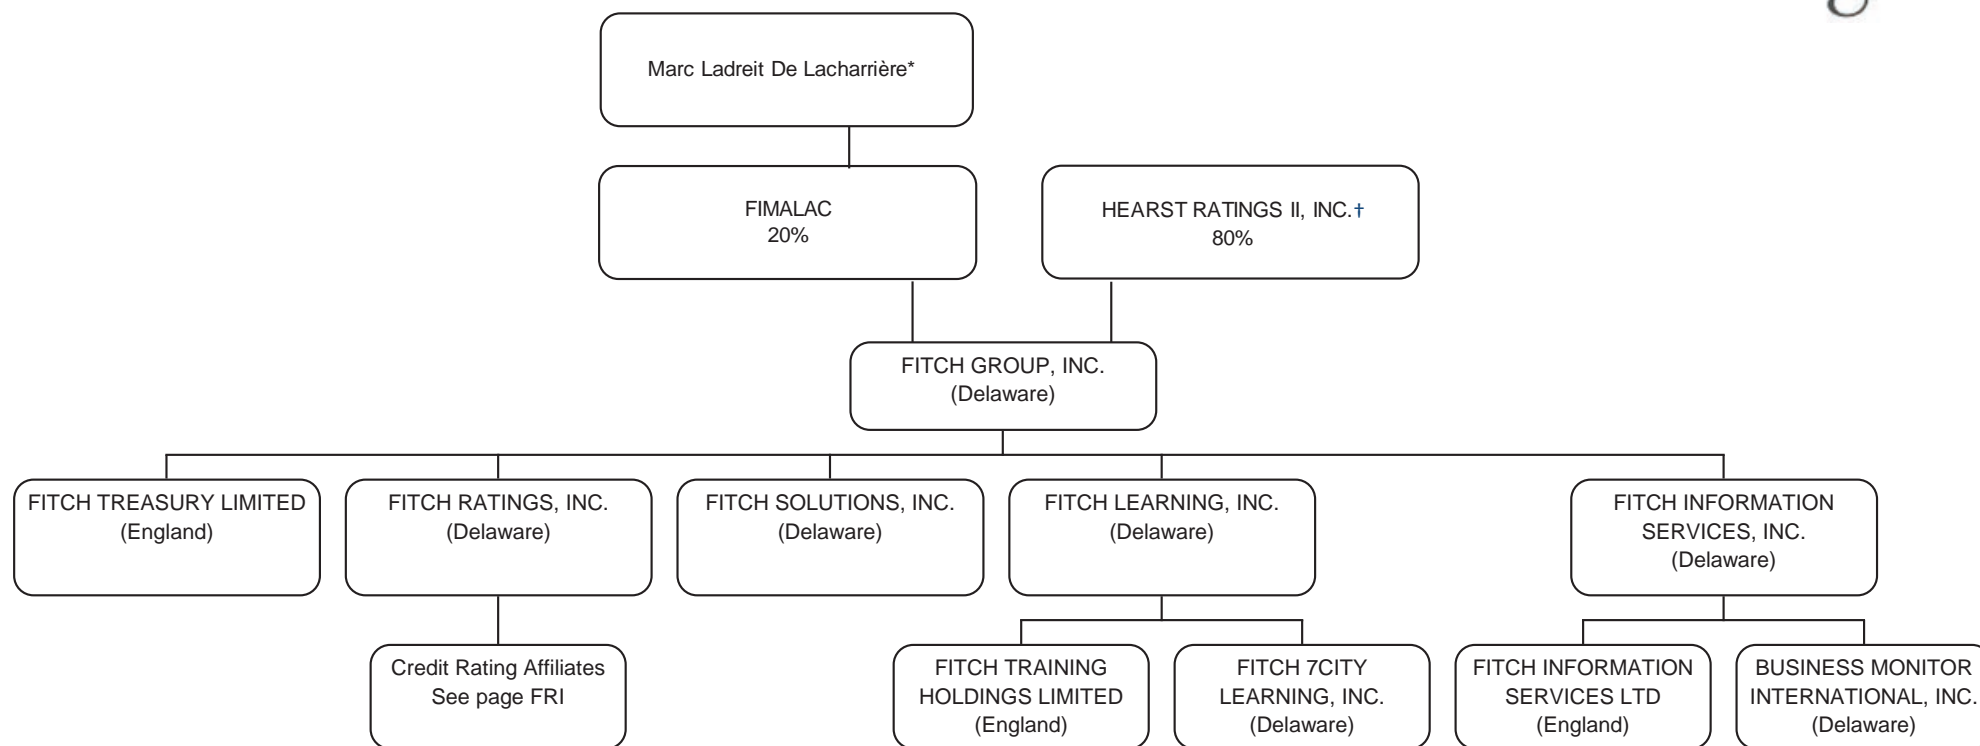 Marc Ladreit De Lacharrière*
FIMALAC
20%
HEARST RATINGS II, INC.†
80%
FITCH GROUP, INC.
(Delaware)
FITCH TREASURY LIMITED
(England)
FITCH RATINGS, INC.
(Delaware)
FITCH SOLUTIONS, INC.
(Delaware)
FITCH LEARNING, INC.
(Delaware)
FITCH INFORMATION
SERVICES, INC.
(Delaware)
Credit Rating Affiliates
See page FRI
FITCH TRAINING
HOLDINGS LIMITED
(England)
FITCH 7CITY
LEARNING, INC.
(Delaware)
FITCH INFORMATION
SERVICES LTD
(England)
BUSINESS MONITOR
INTERNATIONAL, INC.
(Delaware)